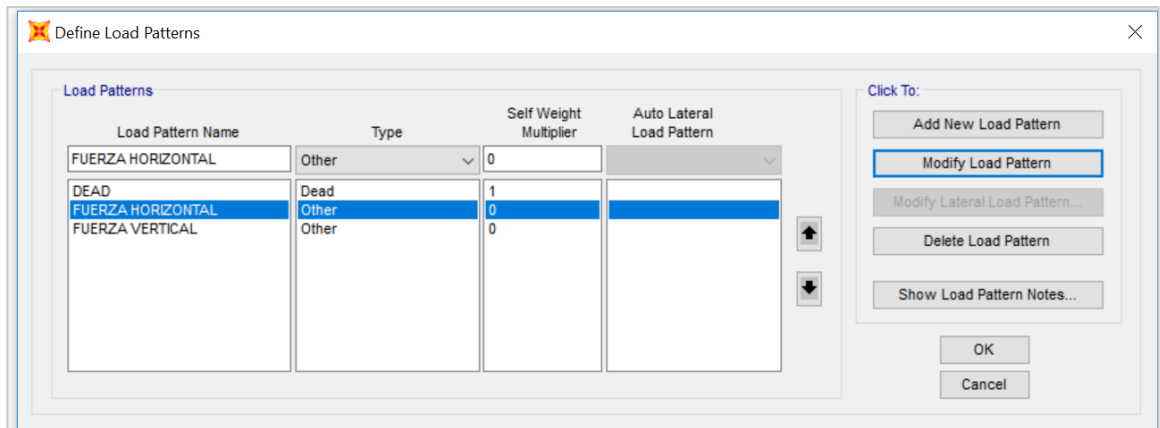 Define Load Patterns
Load Patterns
Click To:
Load Pattern Name Type Self Weight Multiplier Auto Lateral Load Pattern
FUERZA HORIZONTAL Other 0
DEAD Dead 1
FUERZA HORIZONTAL Other 0
FUERZA VERTICAL Other 0
Add New Load Pattern
Modify Load Pattern
Modify Lateral Load Pattern...
Delete Load Pattern
Show Load Pattern Notes...
OK
Cancel